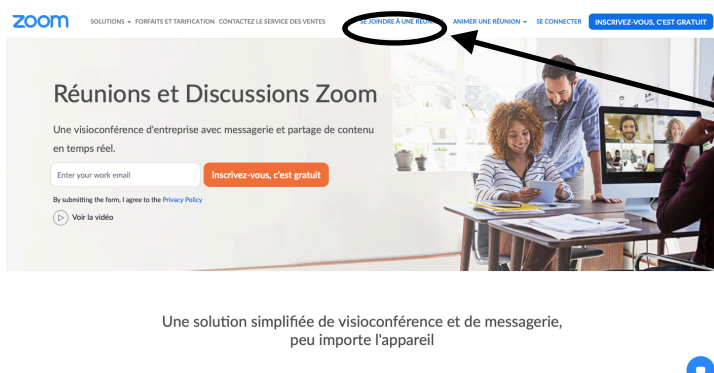 zoom
SOLUTIONS FORFAITS ET TARIFICATION CONTACTEZ LE SERVICE DES VENTES SE JOINDRE À UNE RÉUNION ANIMER UNE RÉUNION SE CONNECTER INSCRIVEZ-VOUS, C'EST GRATUIT
Réunions et Discussions Zoom
Une visioconférence d'entreprise avec messagerie et partage de contenu
en temps réel.
Enter your work email Inscrivez-vous, c'est gratuit
By submitting the form, I agree to the Privacy Policy
Voir la vidéo
Une solution simplifiée de visioconférence et de messagerie,
peu importe l'appareil